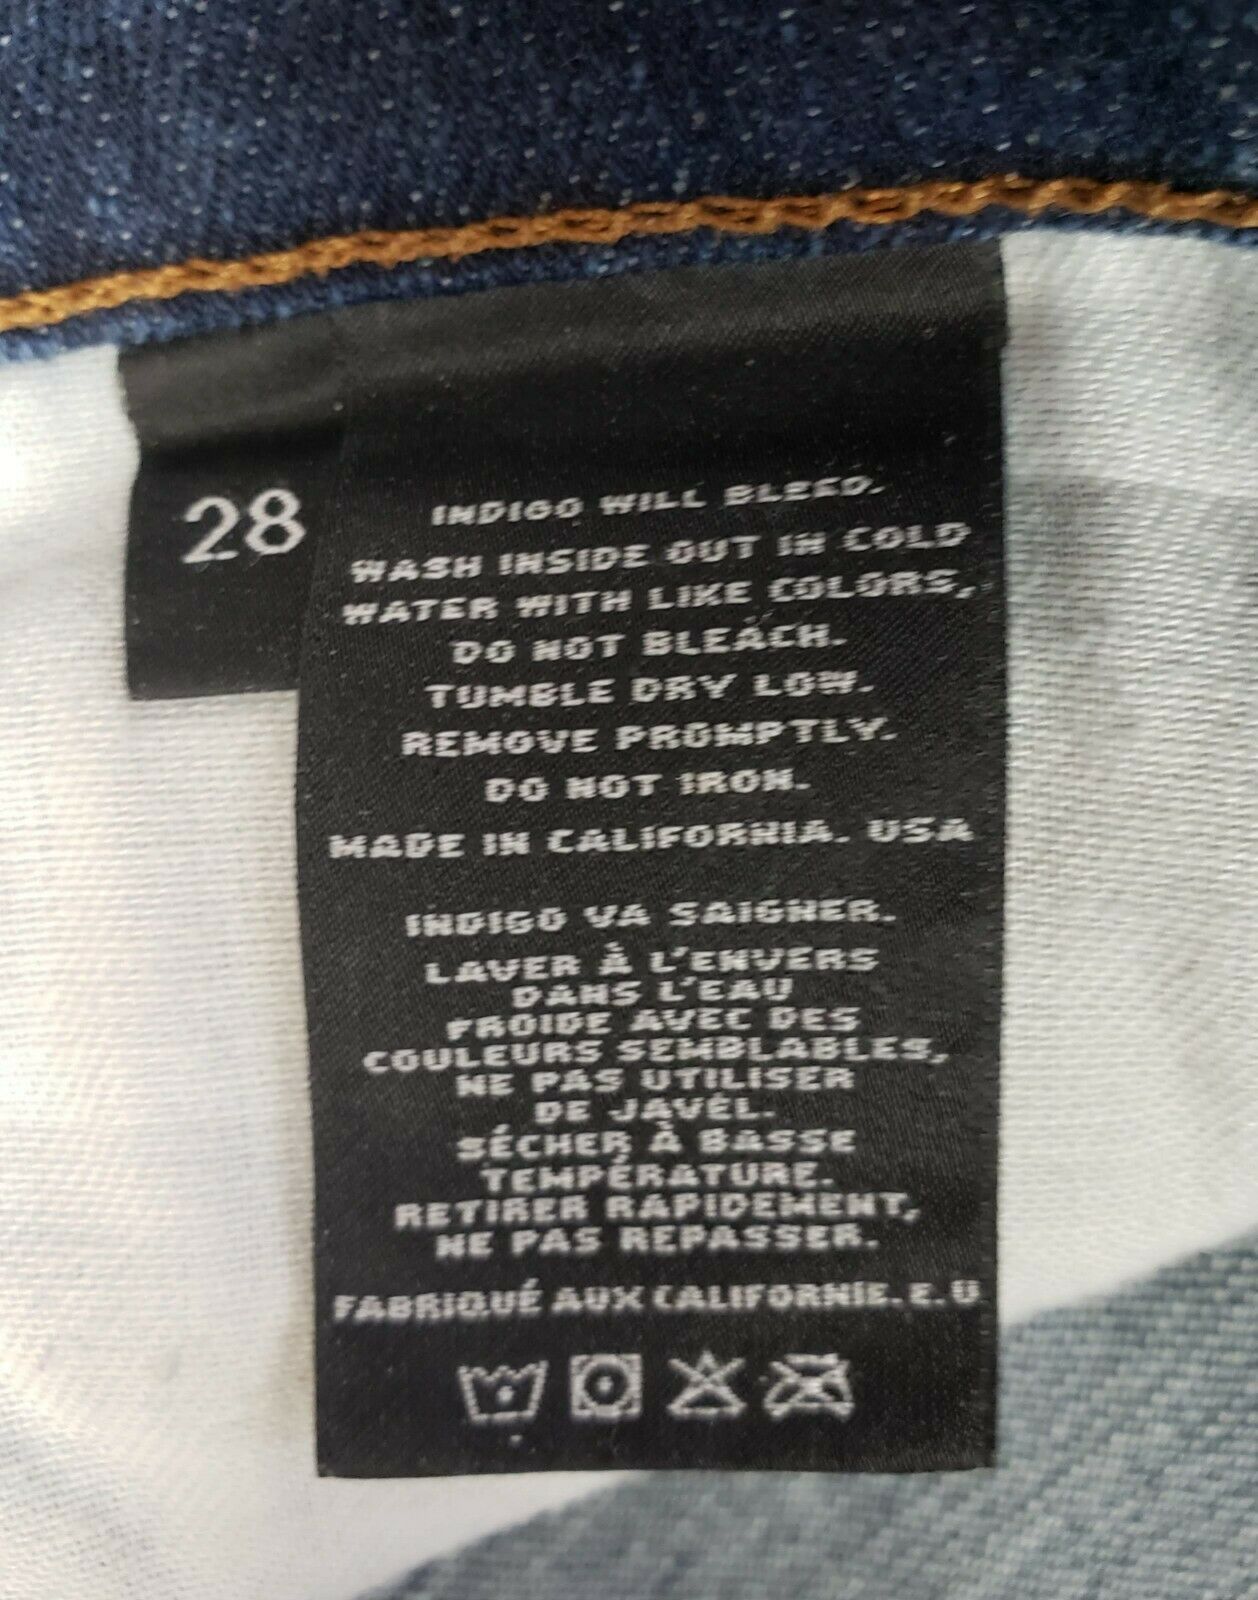 28
INDIGO WILL BLEED.
WASH INSIDE OUT IN COLD
WATER WITH LIKE COLORS,
DO NOT BLEACH.
TUMBLE DRY LOW.
REMOVE PROMPTLY.
DO NOT IRON.
MADE IN CALIFORNIA. USA
INDIGO VA SAIGNER.
LAVER À L'ENVERS
DANS L'EAU
FROIDE AVEC DES
COULEURS SEMBLABLES,
NE PAS UTILISER
DE JAVÉL.
SÉCHER À BASSE
TEMPÉRATURE.
RETIRER RAPIDEMENT,
NE PAS REPASSER.
FABRIQUÉ AUX CALIFORNIE. E. U